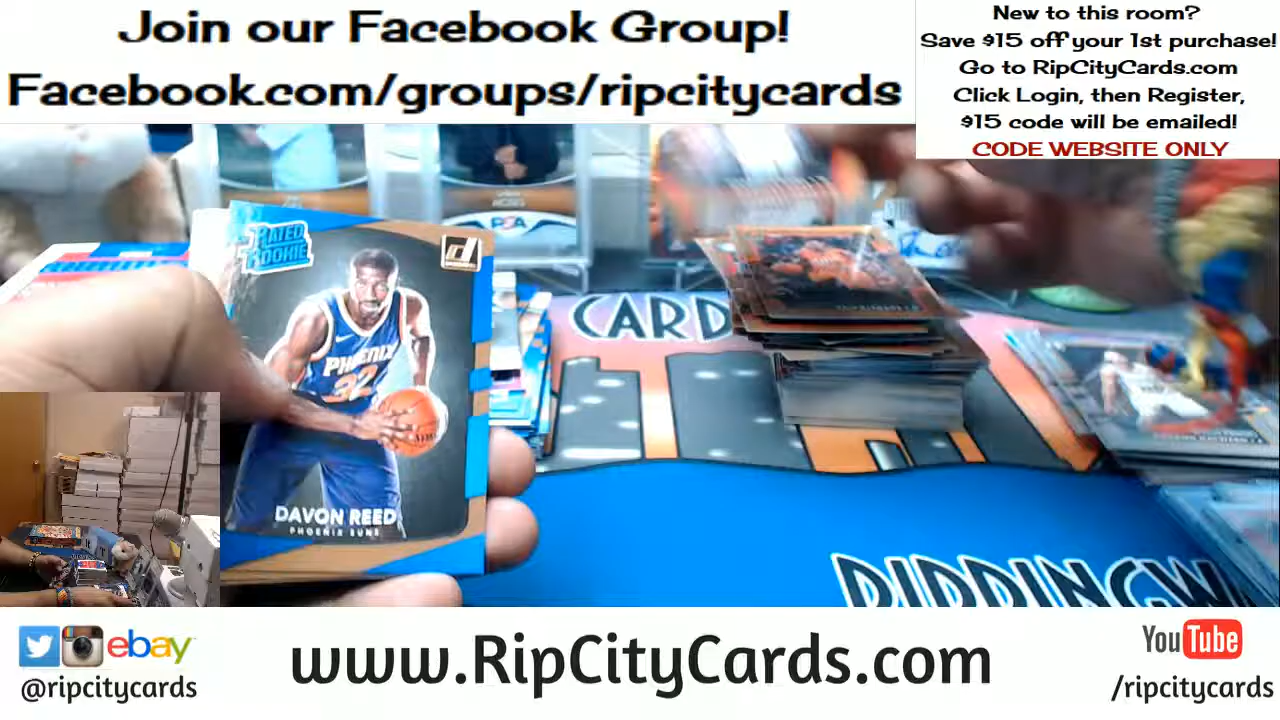 Join our Facebook Group!
Facebook.com/groups/ripcitycards
New to this room?
Save $15 off your 1st purchase!
Go to RipCityCards.com
Click Login, then Register,
$15 code will be emailed!
CODE WEBSITE ONLY
PSA
RATED
ROOKIE
CARD
PHOENIX
32
DAVON REED
PHOENIX SUNS
RIPPINGW
ebay
@ripcitycards
www.RipCityCards.com
YouTube
/ripcitycards